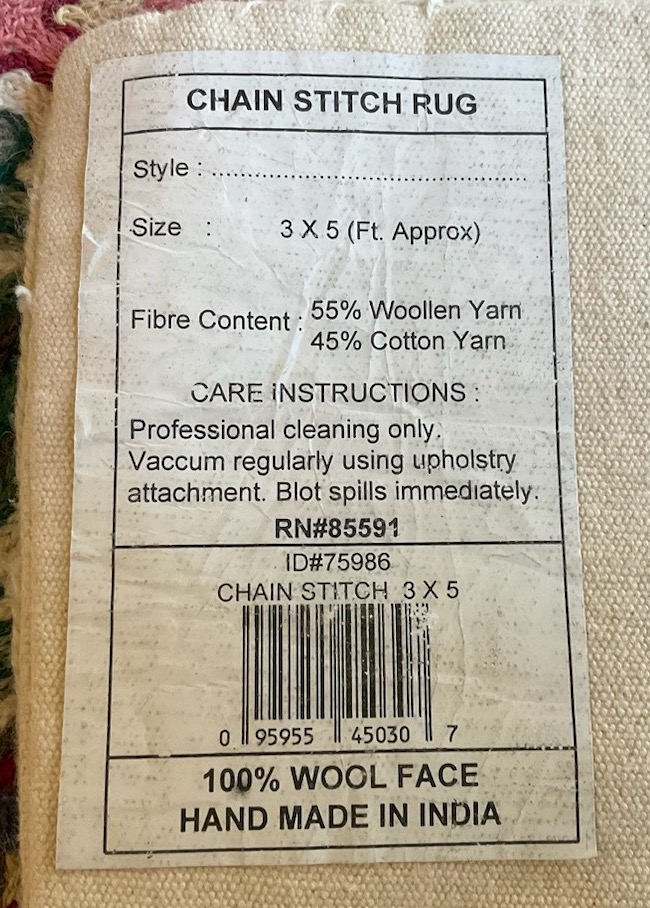 CHAIN STITCH RUG
Style : ......................................................
Size : 3 X 5 (Ft. Approx)
Fibre Content : 55% Woollen Yarn
45% Cotton Yarn
CARE INSTRUCTIONS :
Professional cleaning only.
Vaccum regularly using upholstry
attachment. Blot spills immediately.
RN#85591
ID#75986
CHAIN STITCH 3 X 5
0 95955 45030 7
100% WOOL FACE
HAND MADE IN INDIA